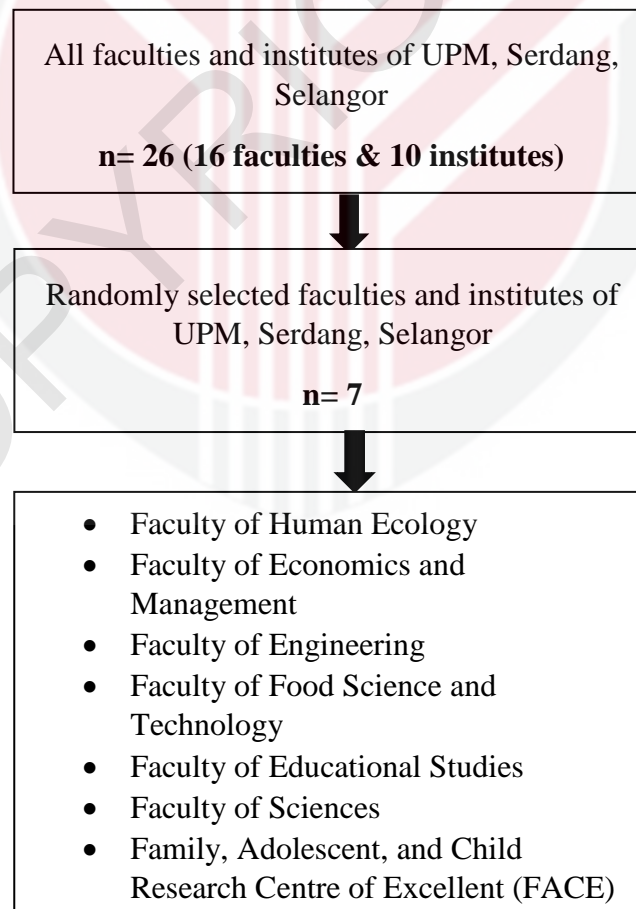 All faculties and institutes of UPM, Serdang,
Selangor
n= 26 (16 faculties & 10 institutes)
Randomly selected faculties and institutes of
UPM, Serdang, Selangor
n= 7
• Faculty of Human Ecology
• Faculty of Economics and
Management
• Faculty of Engineering
• Faculty of Food Science and
Technology
• Faculty of Educational Studies
• Faculty of Sciences
• Family, Adolescent, and Child
Research Centre of Excellent (FACE)